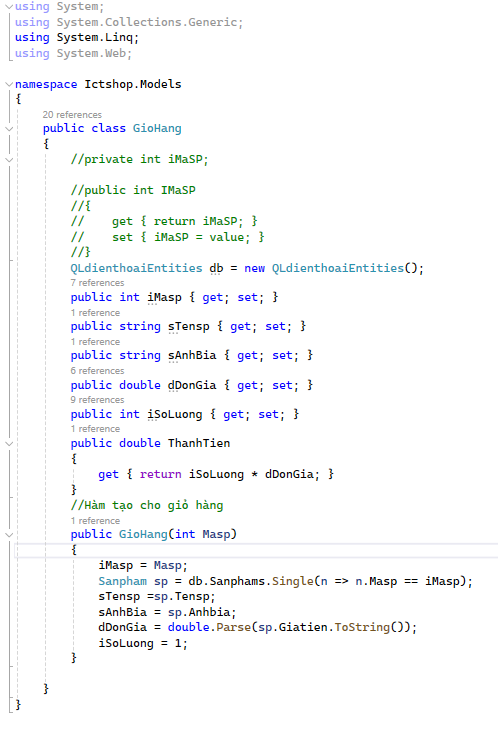 using System;
using System.Collections.Generic;
using System.Linq;
using System.Web;
namespace Ictshop.Models
{
20 references
public class GioHang
{
//private int iMaSP;
//public int IMaSP
//{
//    get { return iMaSP; }
//    set { iMaSP = value; }
//}
QLdienthoaiEntities db = new QLdienthoaiEntities();
7 references
public int iMasp { get; set; }
1 reference
public string sTensp { get; set; }
1 reference
public string sAnhBia { get; set; }
6 references
public double dDonGia { get; set; }
9 references
public int iSoLuong { get; set; }
1 reference
public double ThanhTien
{
get { return iSoLuong * dDonGia; }
}
//Hàm tạo cho giỏ hàng
1 reference
public GioHang(int Masp)
{
iMasp = Masp;
Sanpham sp = db.Sanphams.Single(n => n.Masp == iMasp);
sTensp =sp.Tensp;
sAnhBia = sp.Anhbia;
dDonGia = double.Parse(sp.Giatien.ToString());
iSoLuong = 1;
}
}
}